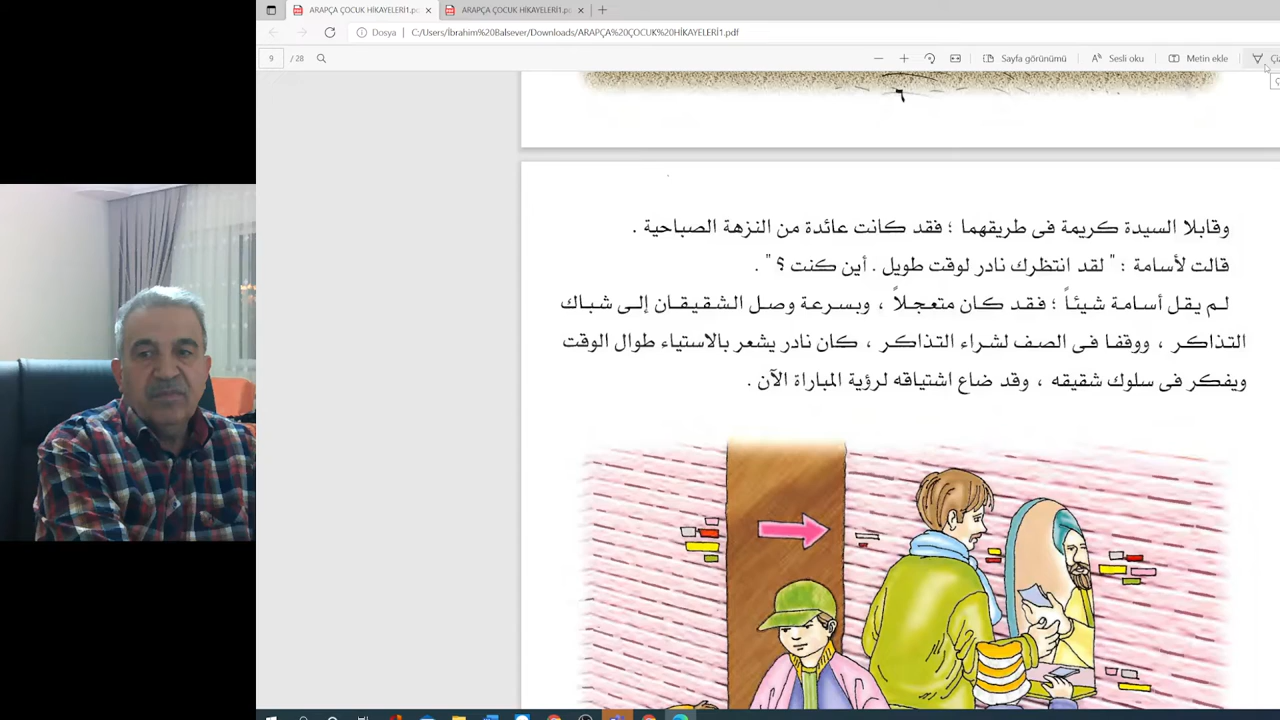 ARAPÇA ÇOCUK HİKAYELERİ1.pd
ARAPÇA ÇOCUK HİKAYELERİ1.pd
Dosya
C:/Users/İbrahim%20Balsever/Downloads/ARAPÇA%20ÇOCUK%20HİKAYELERİ1.pdf
9 / 28
Sayfa görünümü
Sesli oku
Metin ekle
٦
وقابلا السيدة كريمة فى طريقهما ؛ فقد كانت عائدة من النزهة الصباحية .
قالت لأسامة : " لقد انتظرك نادر لوقت طويل . أين كنت ؟ " .
لم يقل أسامة شيئاً ؛ فقد كان متعجلاً ، وبسرعة وصل الشقيقان إلى شباك
التذاكر ، ووقفا فى الصف لشراء التذاكر ، كان نادر يشعر بالاستياء طوال الوقت
ويفكر فى سلوك شقيقه ، وقد ضاع اشتياقه لرؤية المباراة الآن .